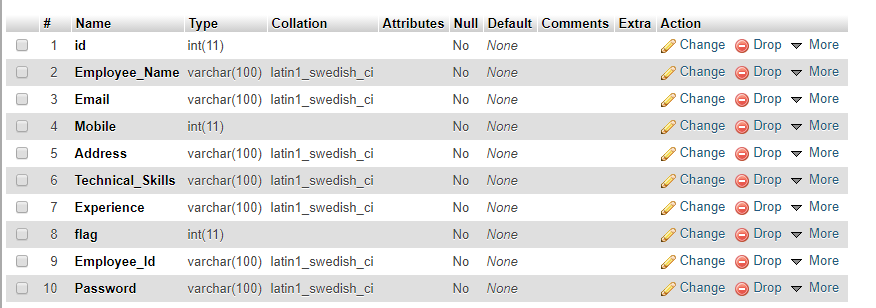 # Name Type Collation Attributes Null Default Comments Extra Action
1 id int(11) No None Change Drop More
2 Employee_Name varchar(100) latin1_swedish_ci No None Change Drop More
3 Email varchar(100) latin1_swedish_ci No None Change Drop More
4 Mobile int(11) No None Change Drop More
5 Address varchar(100) latin1_swedish_ci No None Change Drop More
6 Technical_Skills varchar(100) latin1_swedish_ci No None Change Drop More
7 Experience varchar(100) latin1_swedish_ci No None Change Drop More
8 flag int(11) No None Change Drop More
9 Employee_Id varchar(100) latin1_swedish_ci No None Change Drop More
10 Password varchar(100) latin1_swedish_ci No None Change Drop More